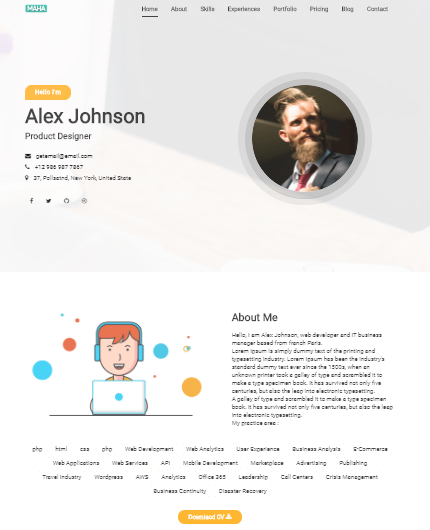 MAHA
Home About Skills Experiences Portfolio Pricing Blog Contact
Hello I'm
Alex Johnson
Product Designer
getemail@email.com
+12 986 987 7867
37, Pollsatnd, New York, United State
About Me
Hello, I am Alex Johnson, web developer and IT business
manager based from french Paris.
Lorem Ipsum is simply dummy text of the printing and
typesetting industry. Lorem Ipsum has been the industry's
standard dummy text ever since the 1500s, when an
unknown printer took a galley of type and scrambled it to
make a type specimen book. It has survived not only five
centuries, but also the leap into electronic typesetting.
A galley of type and scrambled it to make a type specimen
book. It has survived not only five centuries, but also the leap
into electronic typesetting.
My practice area :
php html css php Web Development Web Analytics User Experience Business Analysis E-Commerce
Web Applications Web Services API Mobile Development Marketplace Advertising Publishing
Travel Industry Wordpress AWS Analytics Office 365 Leadership Call Centers Crisis Management
Business Continuity Disaster Recovery
Download CV